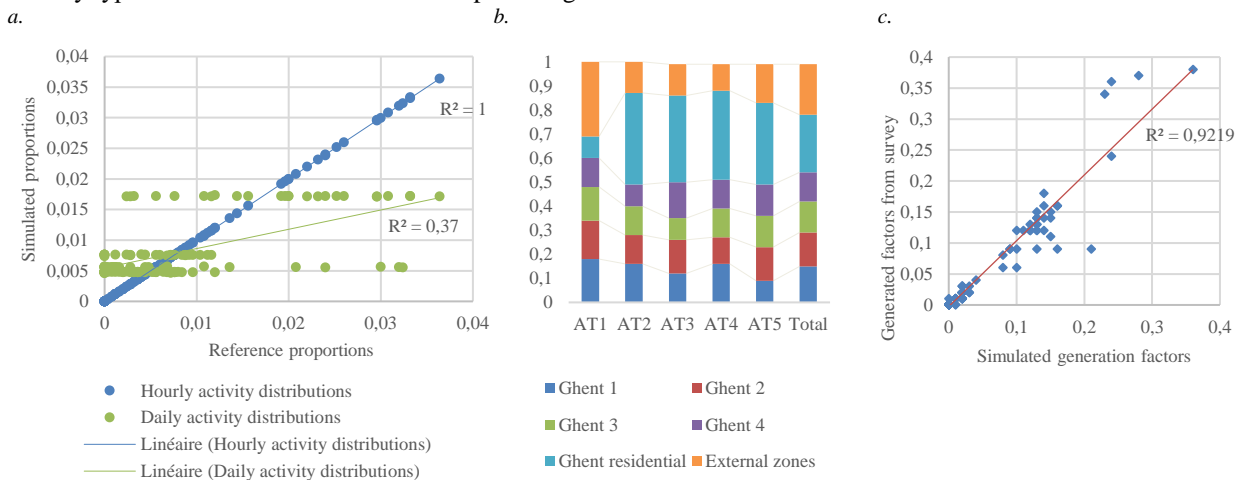 a.
b.
c.
Simulated proportions
0,04
0,035
0,03
0,025
0,02
0,015
0,01
0,005
0
R² = 1
R² = 0,37
0
0,01
0,02
0,03
0,04
Reference proportions
Hourly activity distributions
Daily activity distributions
Linéaire (Hourly activity distributions)
Linéaire (Daily activity distributions)
1
0,9
0,8
0,7
0,6
0,5
0,4
0,3
0,2
0,1
0
AT1 AT2 AT3 AT4 AT5 Total
Ghent 1
Ghent 2
Ghent 3
Ghent 4
Ghent residential
External zones
Generated factors from survey
0,4
0,35
0,3
0,25
0,2
0,15
0,1
0,05
0
R² = 0,9219
0
0,1
0,2
0,3
0,4
Simulated generation factors